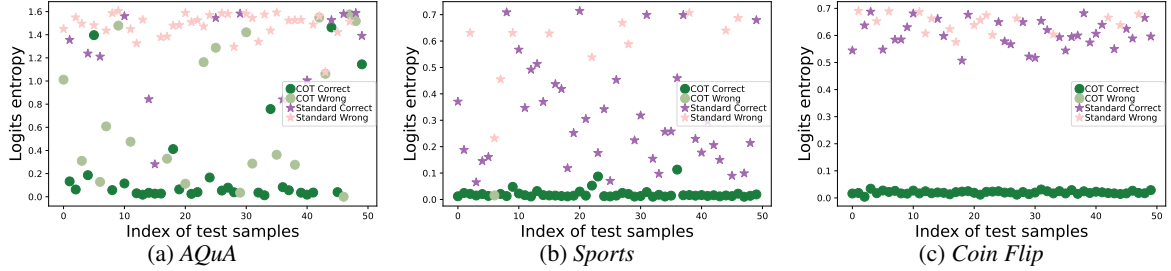 1.6
1.4
1.2
1.0
0.8
0.6
0.4
0.2
0.0
Logits entropy
COT Correct
COT Wrong
Standard Correct
Standard Wrong
0 10 20 30 40 50
Index of test samples
(a) AQuA
0.7
0.6
0.5
0.4
0.3
0.2
0.1
0.0
Logits entropy
COT Correct
COT Wrong
Standard Correct
Standard Wrong
0 10 20 30 40 50
Index of test samples
(b) Sports
0.7
0.6
0.5
0.4
0.3
0.2
0.1
0.0
Logits entropy
COT Correct
COT Wrong
Standard Correct
Standard Wrong
0 10 20 30 40 50
Index of test samples
(c) Coin Flip